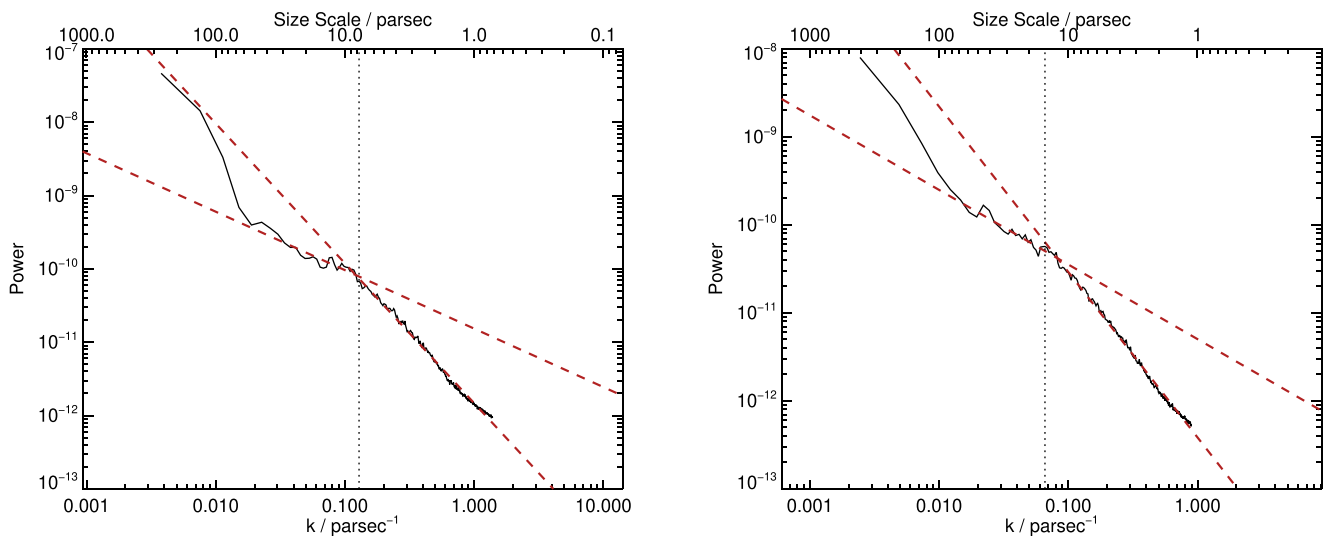 Size Scale / parsec
1000.0 100.0 10.0 1.0 0.1
10⁻⁷
10⁻⁸
10⁻⁹
10⁻¹⁰
10⁻¹¹
10⁻¹²
10⁻¹³
Power
0.001 0.010 0.100 1.000 10.000
k / parsec⁻¹
Size Scale / parsec
1000 100 10 1
10⁻⁸
10⁻⁹
10⁻¹⁰
10⁻¹¹
10⁻¹²
10⁻¹³
Power
0.001 0.010 0.100 1.000
k / parsec⁻¹